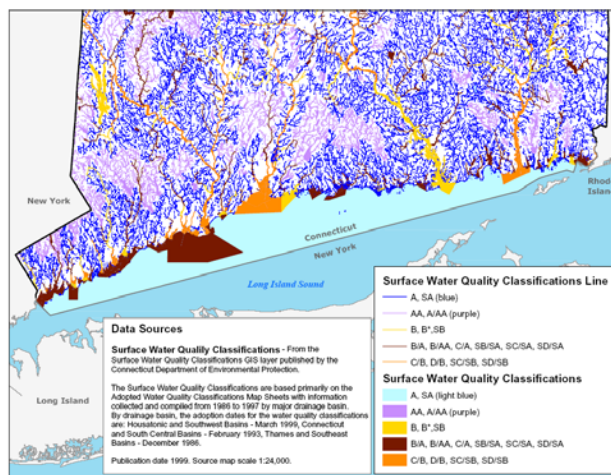 New York
Rhode
Island
Connecticut
New York
Long Island Sound
Long Island
Data Sources
Surface Water Quality Classifications - From the
Surface Water Quality Classifications GIS layer published by the
Connecticut Department of Environmental Protection.
The Surface Water Quality Classifications are based primarily on the
Adopted Water Quality Classifications Map Sheets with information
collected and compiled from 1986 to 1997 by major drainage basin.
By drainage basin, the adoption dates for the water quality classifications
are: Housatonic and Southwest Basins - March 1999, Connecticut
and South Central Basins - February 1993, Thames and Southeast
Basins - December 1986.
Publication date 1999. Source map scale 1:24,000.
Surface Water Quality Classifications Line
A, SA (blue)
AA, A/AA (purple)
B, B*,SB
B/A, B/AA, C/A, SB/SA, SC/SA, SD/SA
C/B, D/B, SC/SB, SD/SB
Surface Water Quality Classifications
A, SA (light blue)
AA, A/AA (purple)
B, B*,SB
B/A, B/AA, C/A, SB/SA, SC/SA, SD/SA
C/B, D/B, SC/SB, SD/SB